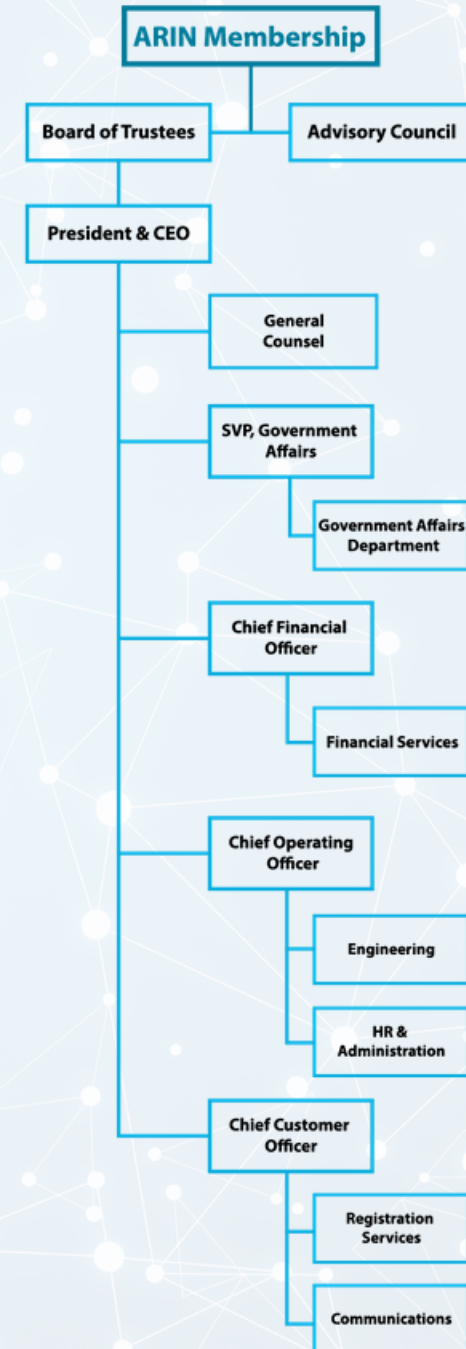 ARIN Membership
Board of Trustees
Advisory Council
President & CEO
General
Counsel
SVP, Government
Affairs
Government Affairs
Department
Chief Financial
Officer
Financial Services
Chief Operating
Officer
Engineering
HR &
Administration
Chief Customer
Officer
Registration
Services
Communications